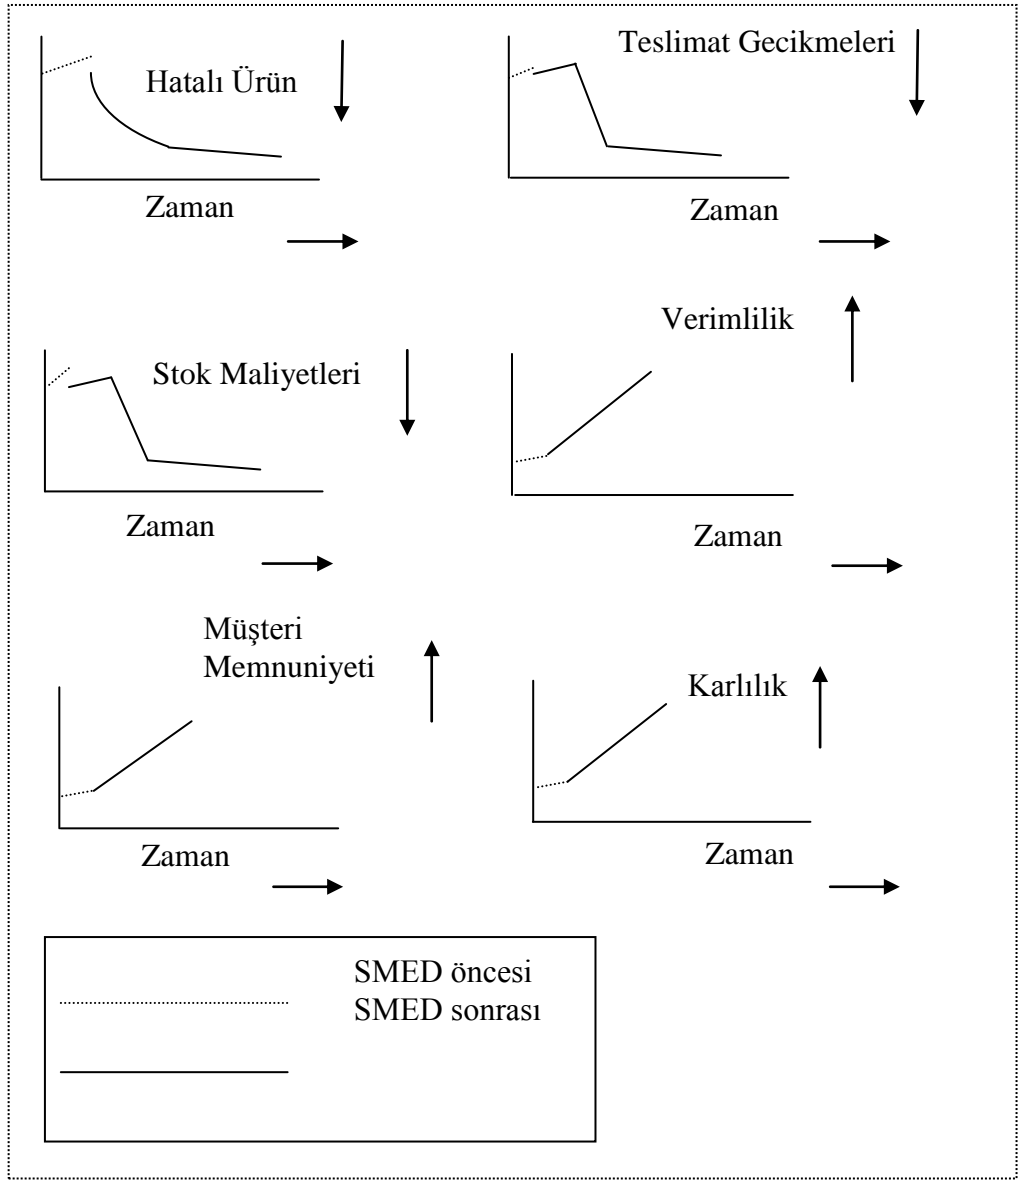 Hatalı Ürün
Zaman
Teslimat Gecikmeleri
Zaman
Stok Maliyetleri
Zaman
Verimlilik
Zaman
Müşteri
Memnuniyeti
Zaman
Karlılık
Zaman
SMED öncesi
SMED sonrası